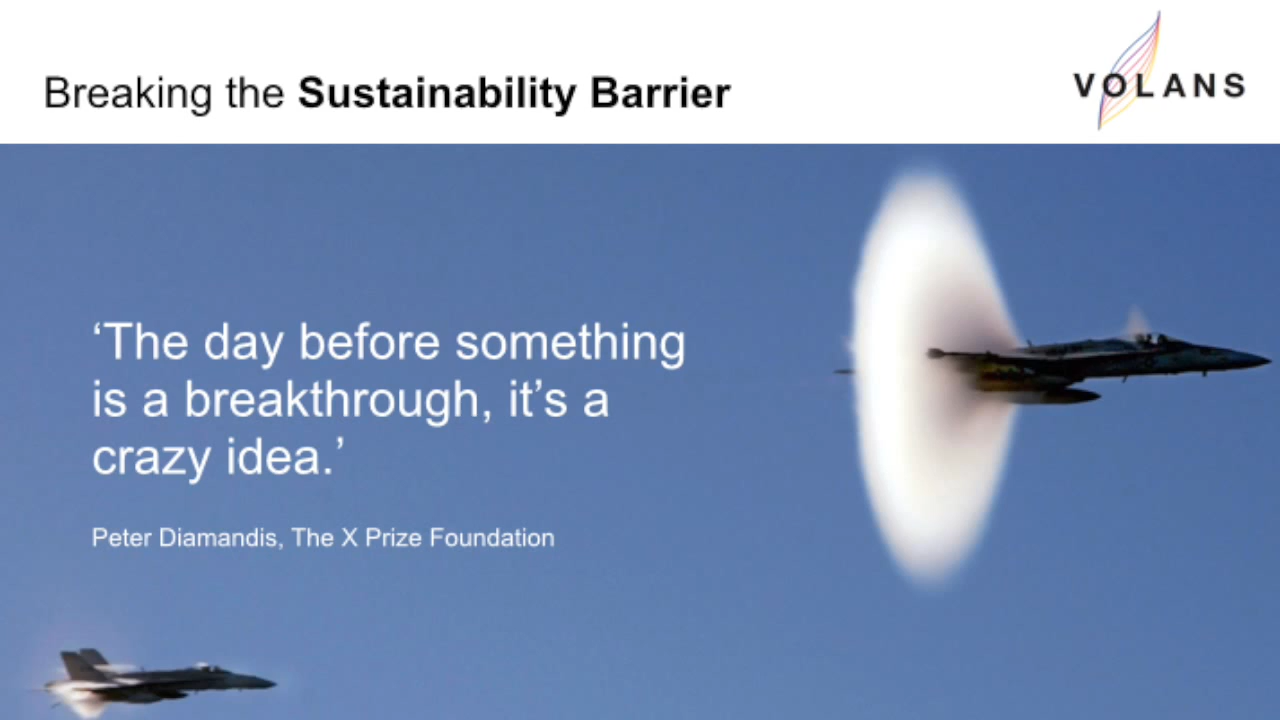 Breaking the Sustainability Barrier
VOLANS
‘The day before something
is a breakthrough, it’s a
crazy idea.’
Peter Diamandis, The X Prize Foundation